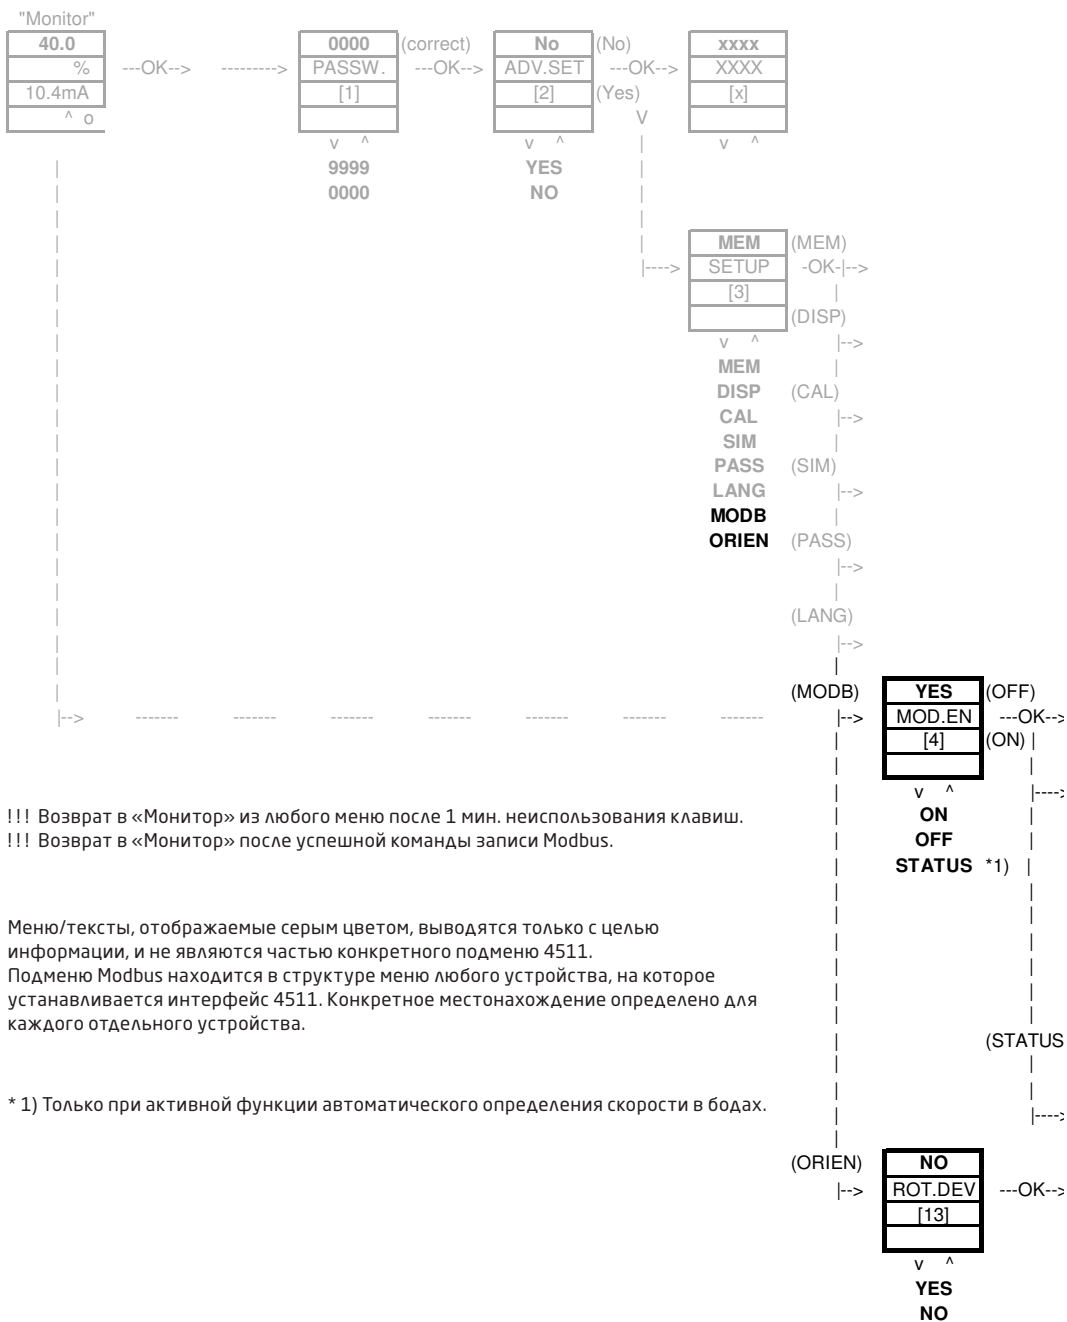 "Monitor"
40.0 0000 (correct) No (No) xxxx
% ---OK--> ---------> PASSW. ---OK--> ADV.SET ---OK--> XXXX
10.4mA [1] [2] (Yes) [x]
^ o V
v ^ v ^ | v ^
| 9999 YES |
| 0000 NO |
| |
| | MEM (MEM)
| |----> SETUP -OK-|-->
| [3] |
| (DISP)
| v ^ |-->
| MEM |
| DISP (CAL)
| CAL |-->
| SIM |
| PASS (SIM)
| LANG |-->
| MODB |
| ORIEN (PASS)
| |-->
| |
| (LANG)
| |-->
| |
| (MODB) YES (OFF)
|--> ------- ------- ------- ------- ------- ------- ------- |--> MOD.EN ---OK-->
| [4] (ON) |
| |
| v ^ |---->
!!! Возврат в «Монитор» из любого меню после 1 мин. неиспользования клавиш. | ON |
!!! Возврат в «Монитор» после успешной команды записи Modbus. | OFF |
| STATUS *1) |
Меню/тексты, отображаемые серым цветом, выводятся только с целью
информации, и не являются частью конкретного подменю 4511.
Подменю Modbus находится в структуре меню любого устройства, на которое
устанавливается интерфейс 4511. Конкретное местонахождение определено для
каждого отдельного устройства.
| (STATUS
| |
* 1) Только при активной функции автоматического определения скорости в бодах. | |
| |---->
|
(ORIEN) NO
|--> ROT.DEV ---OK-->
[13]
v ^
YES
NO